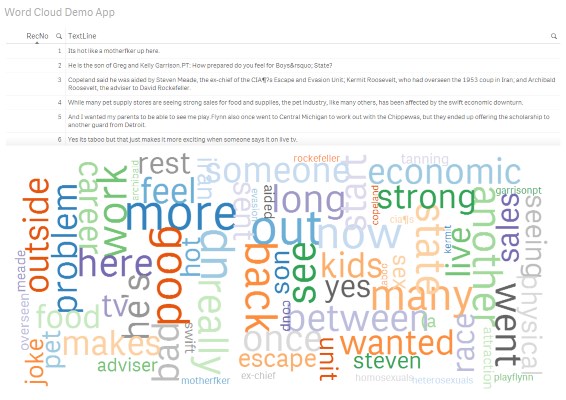 Word Cloud Demo App
RecNo TextLine
1 Its not like a motherfker up here.
2 He is the son of Greg and Kelly Garrison.PT: How prepared do you feel for Boys&rsquo; State?
3 Copeland said he was aided by Steven Meade, the ex-chief of the CIA¶?s Escape and Evasion Unit; Kermit Roosevelt, who had overseen the 1953 coup in Iran; and Archibald
Roosevelt, the adviser to David Rockefeller.
4 While many pet supply stores are seeing strong sales for food and supplies, the pet industry, like many others, has been affected by the swift economic downturn.
5 And I wanted my parents to be able to see me play.Flynn also once went to Central Michigan to work out with the Chippewas, but they ended up offering the scholarship to
another guard from Detroit.
6 Yes its taboo but that just makes it more exciting when someone says it on live tv.
rockefeller
tanning
rest
iran
someone
start
economic
archibald
career
work
feel
sent
evasion
aided
long
copeland
strong
garrisonpt
outside
problem
more
out
now
cia¶s
state
kermit
live
another
sales
seeing
here
good
hot
dh
back
son
see
kids
taboo
sex
physical
meade
overseen
tv
he's
really
coup
yes
many
went
food
between
la
race
attraction
joke
pet
makes
bad
swift
once
unit
wanted
adviser
escape
steven
motherfker
ex-chief
homosexuals
heterosexuals
playflynn